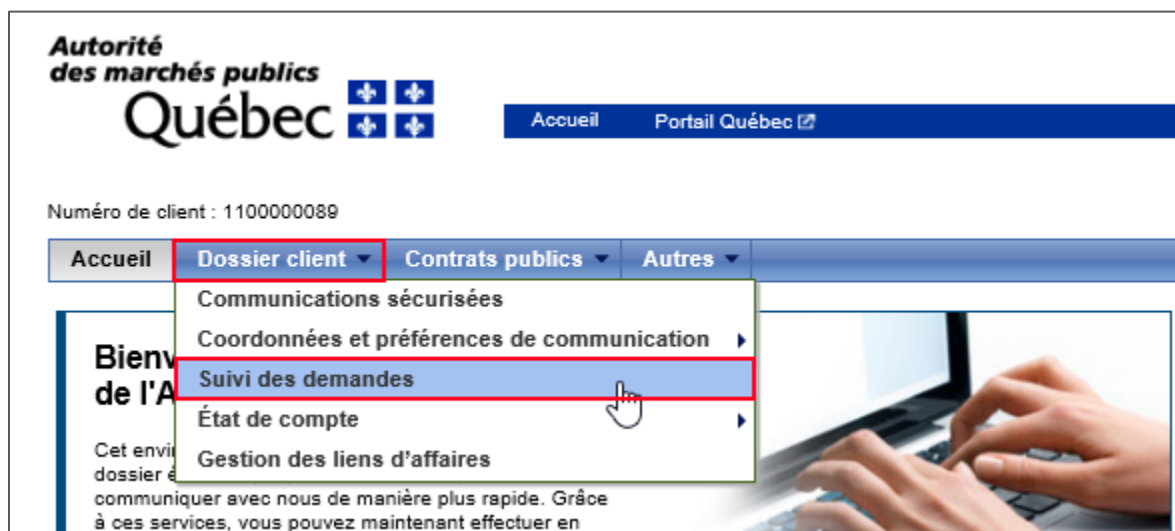 Autorité
des marchés publics
Québec
Accueil Portail Québec
Numéro de client : 1100000089
Accueil Dossier client Contrats publics Autres
Communications sécurisées
Coordonnées et préférences de communication
Suivi des demandes
État de compte
Gestion des liens d’affaires
Bienv
de l'A
Cet envi
dossier é
communiquer avec nous de manière plus rapide. Grâce
à ces services, vous pouvez maintenant effectuer en